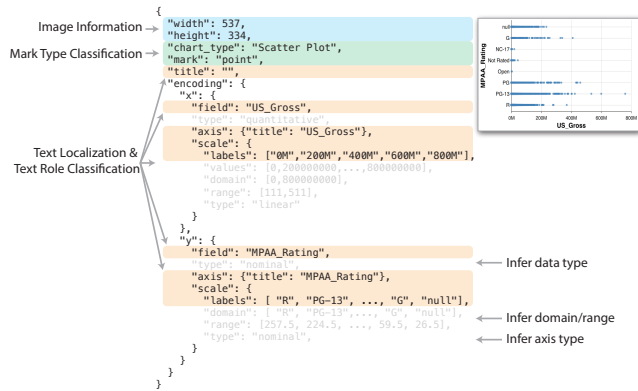 Image Information
Mark Type Classification
Text Localization &
Text Role Classification
{
"width": 537,
"height": 334,
"chart_type": "Scatter Plot",
"mark": "point",
"title": "",
"encoding": {
"x": {
"field": "US_Gross",
"type": "quantitative",
"axis": {"title": "US_Gross"},
"scale": {
"labels": ["0M","200M","400M","600M","800M"],
"values": [0,200000000,...,800000000],
"domain": [0,800000000],
"range": [111,511],
"type": "linear"
}
},
"y": {
"field": "MPAA_Rating",
"type": "nominal",
"axis": {"title": "MPAA_Rating"},
"scale": {
"labels": [ "R", "PG-13", ..., "G", "null"],
"domain": [ "R", "PG-13",..., "G", "null"],
"range": [257.5, 224.5, ..., 59.5, 26.5],
"type": "nominal",
}
}
}
}
MPAA_Rating
null
G
NC-17
Not Rated
Open
PG
PG-13
R
0M 200M 400M 600M 800M
US_Gross
Infer data type
Infer domain/range
Infer axis type